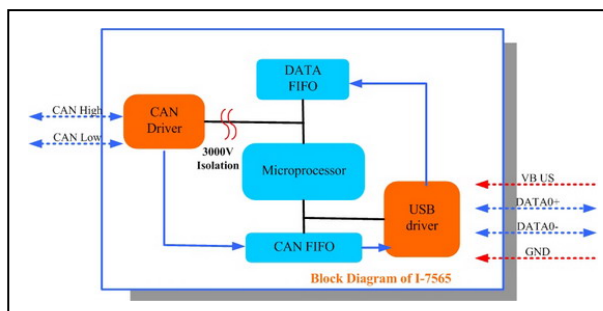 DATA
FIFO
CAN High
CAN
Driver
CAN Low
3000V
Isolation
Microprocessor
VB US
USB
driver
DATA0+
DATA0-
CAN FIFO
GND
Block Diagram of I-7565